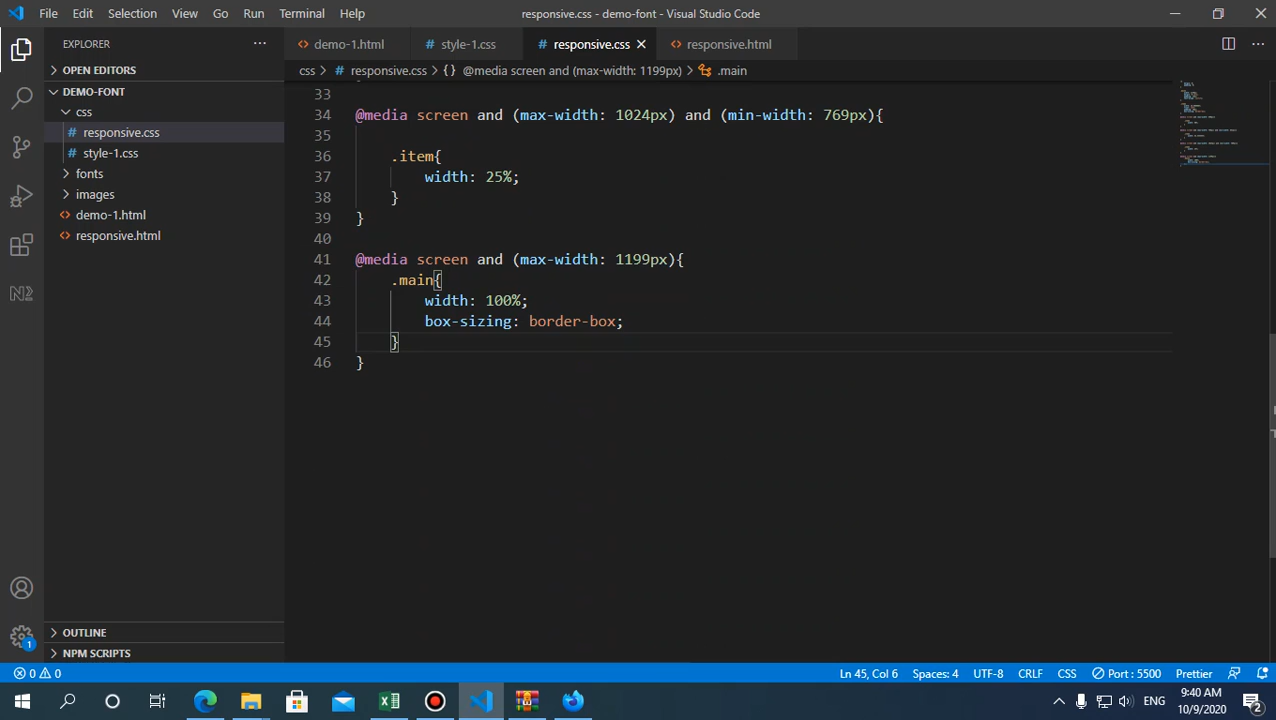 File Edit Selection View Go Run Terminal Help
responsive.css - demo-font - Visual Studio Code
EXPLORER
demo-1.html style-1.css responsive.css responsive.html
OPEN EDITORS
css > responsive.css > {} @media screen and (max-width: 1199px) > .main
DEMO-FONT
css
responsive.css
style-1.css
fonts
images
demo-1.html
responsive.html
33
34 @media screen and (max-width: 1024px) and (min-width: 769px){
35
36 .item{
37 width: 25%;
38 }
39 }
40
41 @media screen and (max-width: 1199px){
42 .main{
43 width: 100%;
44 box-sizing: border-box;
45 }
46 }
OUTLINE
NPM SCRIPTS
1
0 0
Ln 45, Col 6 Spaces: 4 UTF-8 CRLF CSS Port : 5500 Prettier
ENG
9:40 AM
10/9/2020
2